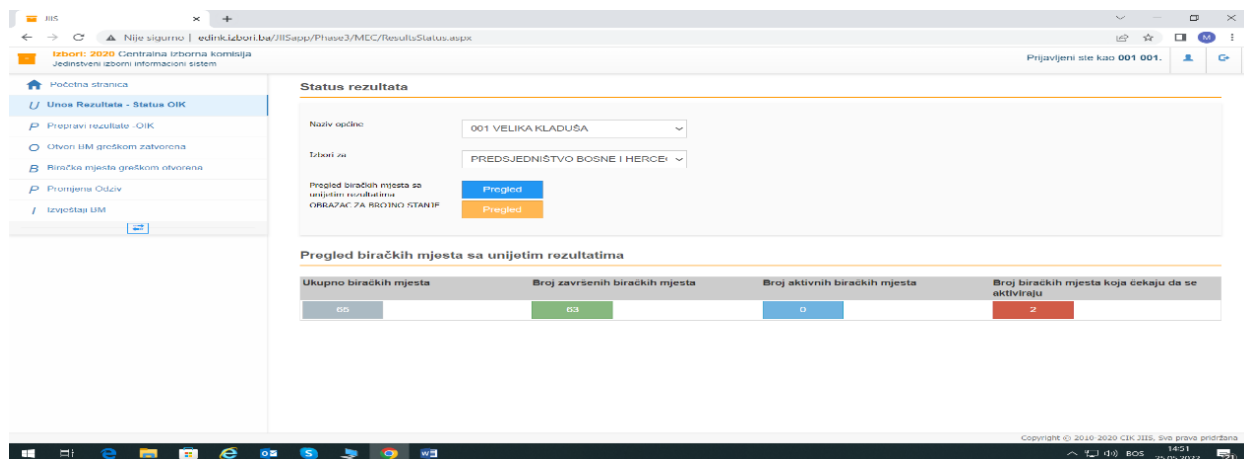 JIIS
Nije sigurno | edinki.izbori.ba/JIISapp/Phase3/MEC/ResultsStatus.aspx
M
Izbori: 2020 Centralna izborna komisija
Jedinstveni izborni informacioni sistem
Prijavljeni ste kao 001 001.
Početna stranica
U Unos Rezultata - Status OIK
P Prepravi rezultate -OIK
O Otvori BM greškom zatvorena
B Biračka mjesta greškom otvorena
P Promjena Odziv
I Izvještaji BM
Status rezultata
Naziv općine
001 VELIKA KLADUŠA
Izbori za
PREDSJEDNIŠTVO BOSNE I HERCE
Pregled biračkih mjesta sa
unijetim rezultatima
Pregled
OBRAZAC ZA BROJNO STANJE
Pregled
Pregled biračkih mjesta sa unijetim rezultatima
Ukupno biračkih mjesta
Broj završenih biračkih mjesta
Broj aktivnih biračkih mjesta
Broj biračkih mjesta koja čekaju da se
aktiviraju
65
63
0
2
Copyright © 2010-2020 CIK JIIS, Sva prava pridržana
BOS
14:51
25.05.2022